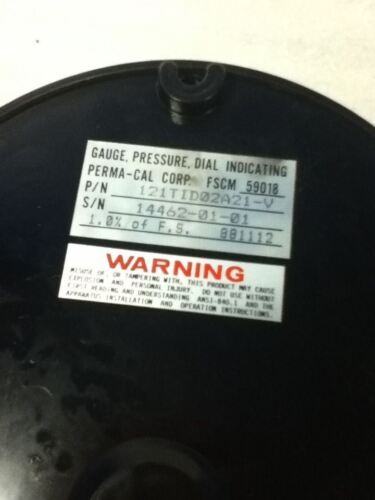 GAUGE, PRESSURE, DIAL INDICATING
PERMA-CAL CORP. FSCM 59018
P/N 121TID02A21-V
S/N 14462-01-01
1.0% of F.S. 881112
WARNING
MISUSE OF, OR TAMPERING WITH, THIS PRODUCT MAY CAUSE
EXPLOSION AND PERSONAL INJURY. DO NOT USE WITHOUT
FIRST READING AND UNDERSTANDING ANSI-B40.1 AND THE
APPARATUS INSTALLATION AND OPERATION INSTRUCTIONS.